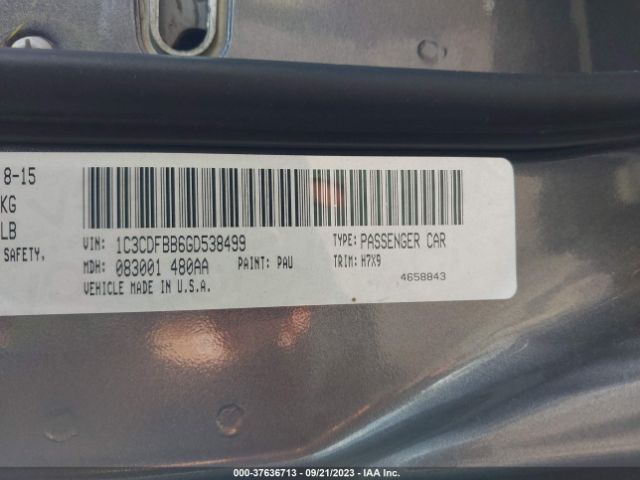 8-15
KG
LB
SAFETY,
VIN: 1C3CDFBB6GD538499 TYPE: PASSENGER CAR
MDH: 083001 480AA PAINT: PAU TRIM: H7X9
VEHICLE MADE IN U.S.A. 4658843
000-37636713 - 09/21/2023 - IAA Inc.